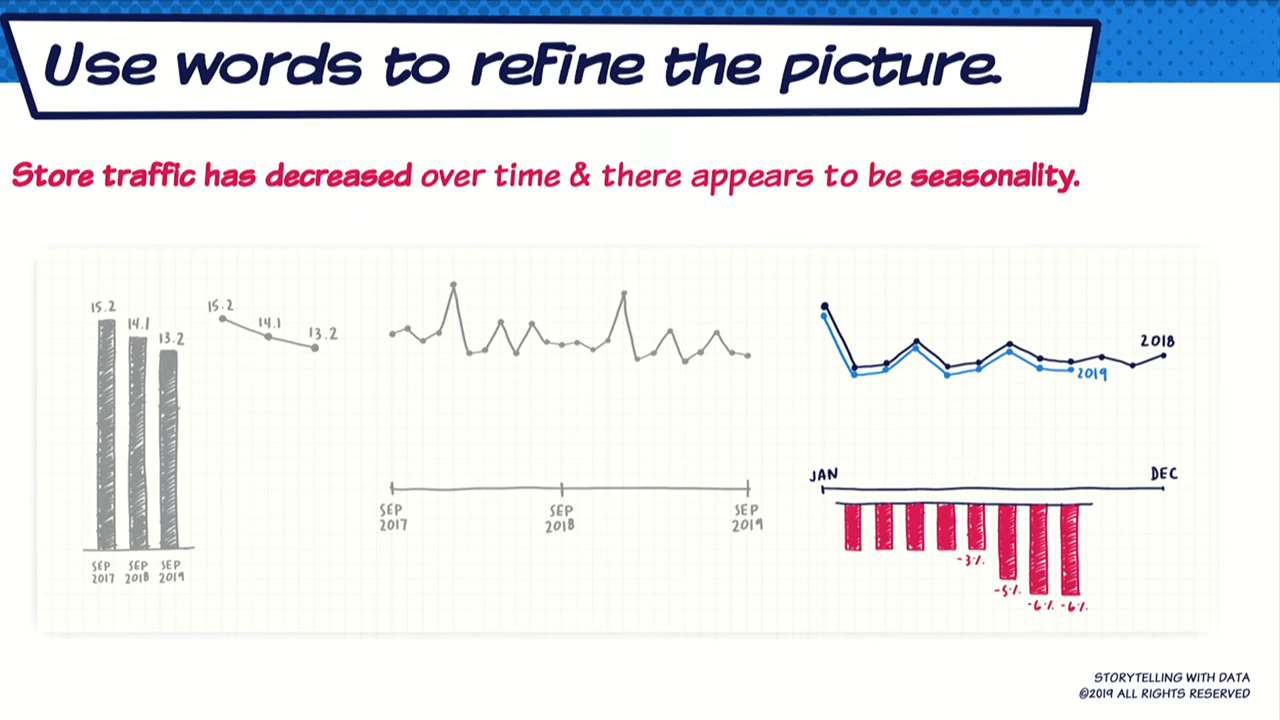 Use words to refine the picture.
Store traffic has decreased over time & there appears to be seasonality.
15.2
14.1
13.2
SEP 2017
SEP 2018
SEP 2019
15.2
14.1
13.2
SEP 2017
SEP 2018
SEP 2019
2018
2019
JAN
DEC
-3%
-5%
-6%
-6%
STORYTELLING WITH DATA
©2019 ALL RIGHTS RESERVED